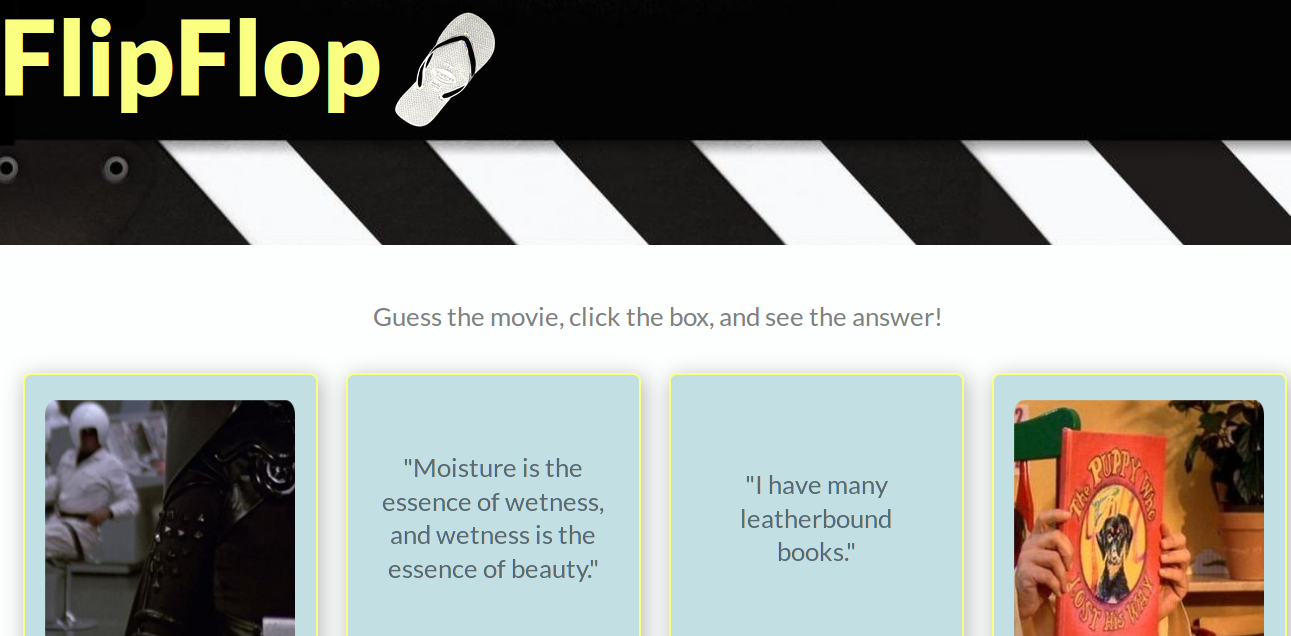 FlipFlop
Guess the movie, click the box, and see the answer!
"Moisture is the
essence of wetness,
and wetness is the
essence of beauty."
"I have many
leatherbound
books."
The PUPPY Who
LOST HIS WAY